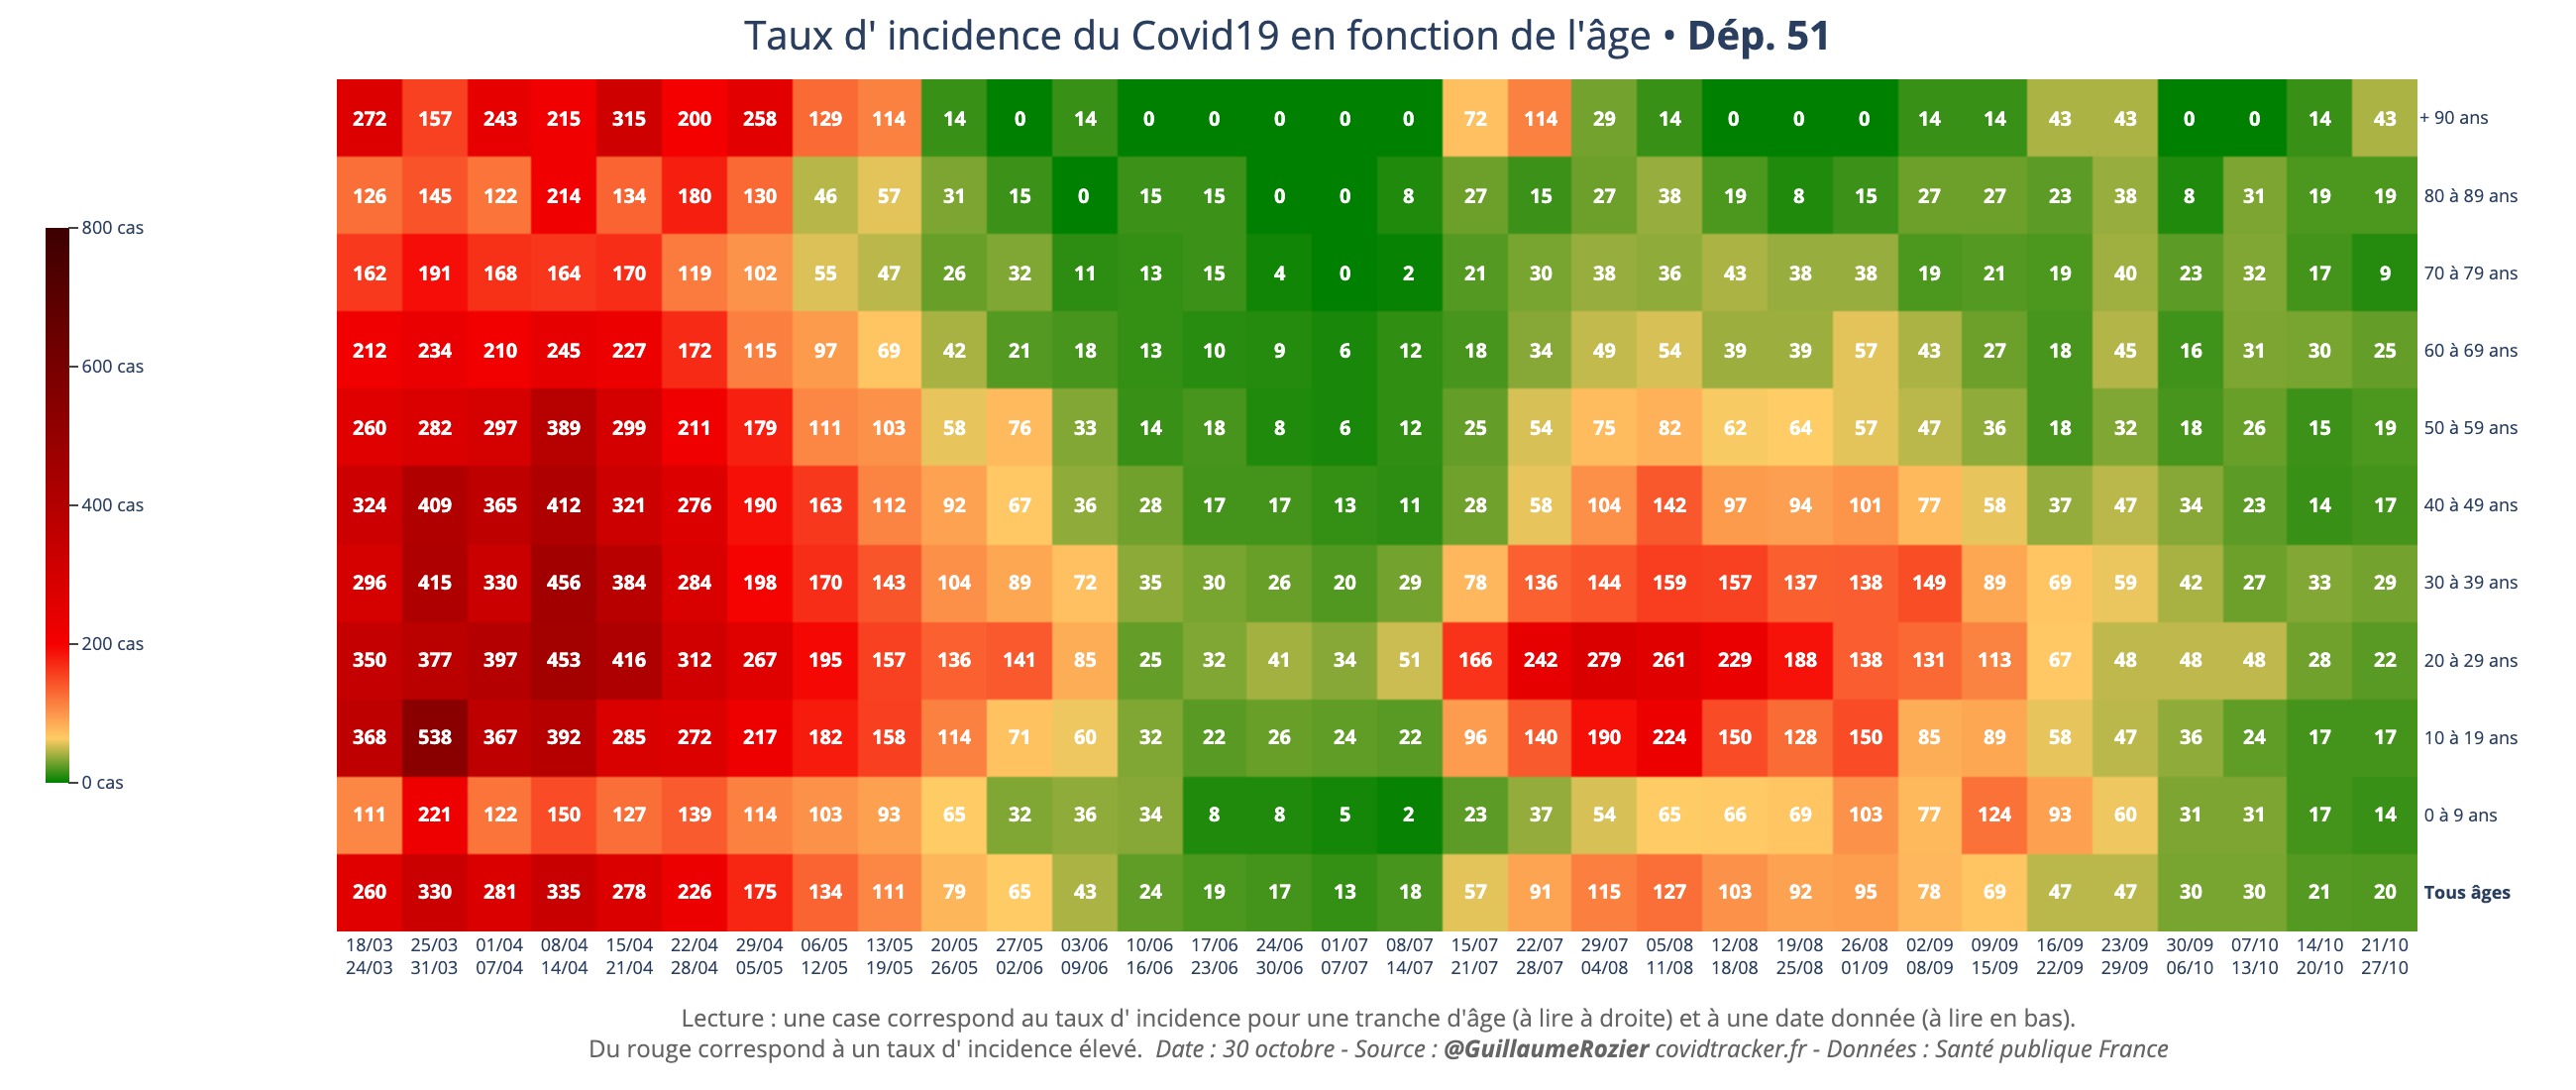 Taux d' incidence du Covid19 en fonction de l'âge • Dép. 51
800 cas
600 cas
400 cas
200 cas
0 cas
272 157 243 215 315 200 258 129 114 14 0 14 0 0 0 0 0 72 114 29 14 0 0 0 14 14 43 43 0 0 14 43 + 90 ans
126 145 122 214 134 180 130 46 57 31 15 0 15 15 0 0 8 27 15 27 38 19 8 15 27 27 23 38 8 31 19 19 80 à 89 ans
162 191 168 164 170 119 102 55 47 26 32 11 13 15 4 0 2 21 30 38 36 43 38 38 19 21 19 40 23 32 17 9 70 à 79 ans
212 234 210 245 227 172 115 97 69 42 21 18 13 10 9 6 12 18 34 49 54 39 39 57 43 27 18 45 16 31 30 25 60 à 69 ans
260 282 297 389 299 211 179 111 103 58 76 33 14 18 8 6 12 25 54 75 82 62 64 57 47 36 18 32 18 26 15 19 50 à 59 ans
324 409 365 412 321 276 190 163 112 92 67 36 28 17 17 13 11 28 58 104 142 97 94 101 77 58 37 47 34 23 14 17 40 à 49 ans
296 415 330 456 384 284 198 170 143 104 89 72 35 30 26 20 29 78 136 144 159 157 137 138 149 89 69 59 42 27 33 29 30 à 39 ans
350 377 397 453 416 312 267 195 157 136 141 85 25 32 41 34 51 166 242 279 261 229 188 138 131 113 67 48 48 48 28 22 20 à 29 ans
368 538 367 392 285 272 217 182 158 114 71 60 32 22 26 24 22 96 140 190 224 150 128 150 85 89 58 47 36 24 17 17 10 à 19 ans
111 221 122 150 127 139 114 103 93 65 32 36 34 8 8 5 2 23 37 54 65 66 69 103 77 124 93 60 31 31 17 14 0 à 9 ans
260 330 281 335 278 226 175 134 111 79 65 43 24 19 17 13 18 57 91 115 127 103 92 95 78 69 47 47 30 30 21 20 Tous âges
18/03 25/03 01/04 08/04 15/04 22/04 29/04 06/05 13/05 20/05 27/05 03/06 10/06 17/06 24/06 01/07 08/07 15/07 22/07 29/07 05/08 12/08 19/08 26/08 02/09 09/09 16/09 23/09 30/09 07/10 14/10 21/10
24/03 31/03 07/04 14/04 21/04 28/04 05/05 12/05 19/05 26/05 02/06 09/06 16/06 23/06 30/06 07/07 14/07 21/07 28/07 04/08 11/08 18/08 25/08 01/09 08/09 15/09 22/09 29/09 06/10 13/10 20/10 27/10
Lecture : une case correspond au taux d' incidence pour une tranche d'âge (à lire à droite) et à une date donnée (à lire en bas).
Du rouge correspond à un taux d' incidence élevé. Date : 30 octobre - Source : @GuillaumeRozier covidtracker.fr - Données : Santé publique France